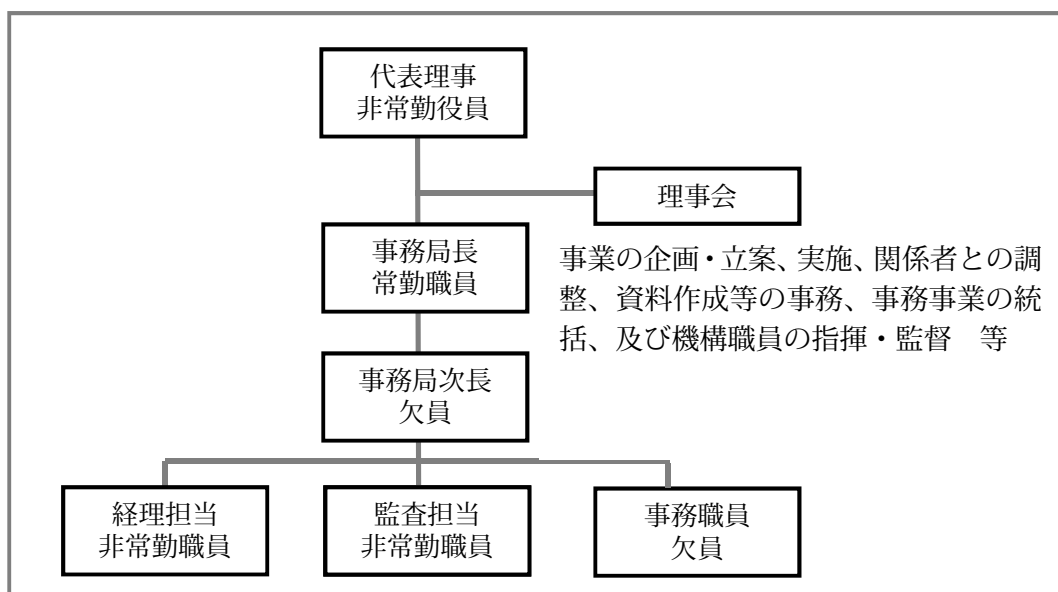 代表理事
非常勤役員
理事会
事務局長
常勤職員
事業の企画・立案、実施、関係者との調
整、資料作成等の事務、事務事業の統
括、及び機構職員の指揮・監督　等
事務局次長
欠員
経理担当
非常勤職員
監査担当
非常勤職員
事務職員
欠員